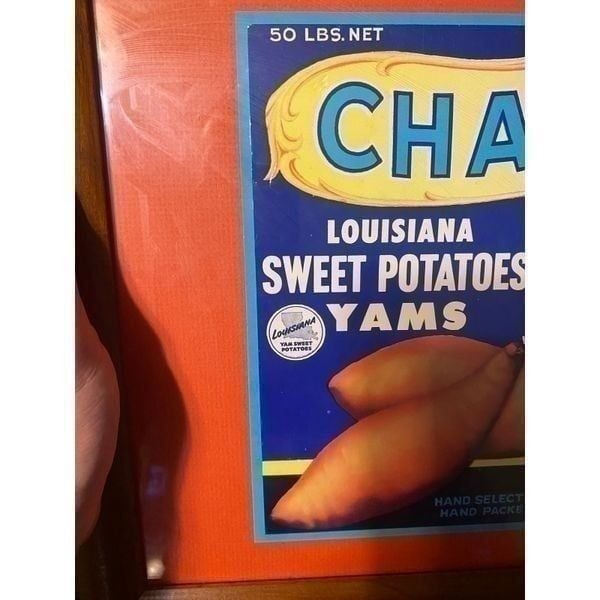 50 LBS. NET
CHA
LOUISIANA
SWEET POTATOES
YAMS
LOUISIANA
YAM SWEET
POTATOES
HAND SELECT
HAND PACKE